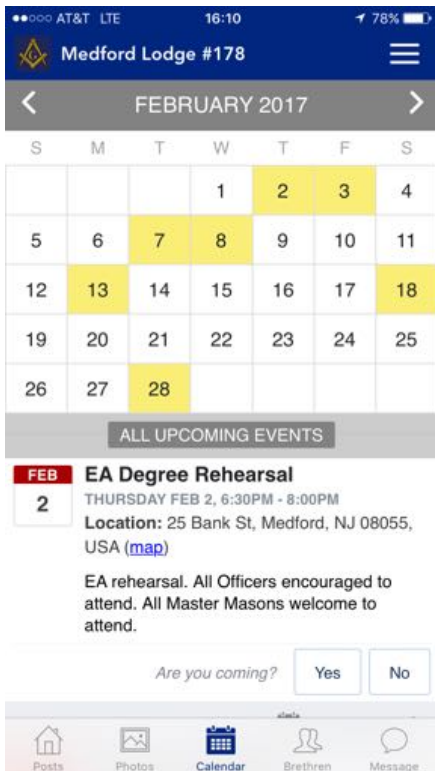 AT&T LTE 16:10 78%
Medford Lodge #178
FEBRUARY 2017
S M T W T F S
1 2 3 4
5 6 7 8 9 10 11
12 13 14 15 16 17 18
19 20 21 22 23 24 25
26 27 28
ALL UPCOMING EVENTS
FEB EA Degree Rehearsal
2 THURSDAY FEB 2, 6:30PM - 8:00PM
Location: 25 Bank St, Medford, NJ 08055,
USA (map)
EA rehearsal. All Officers encouraged to
attend. All Master Masons welcome to
attend.
Are you coming? Yes No
Posts Photos Calendar Brethren Message